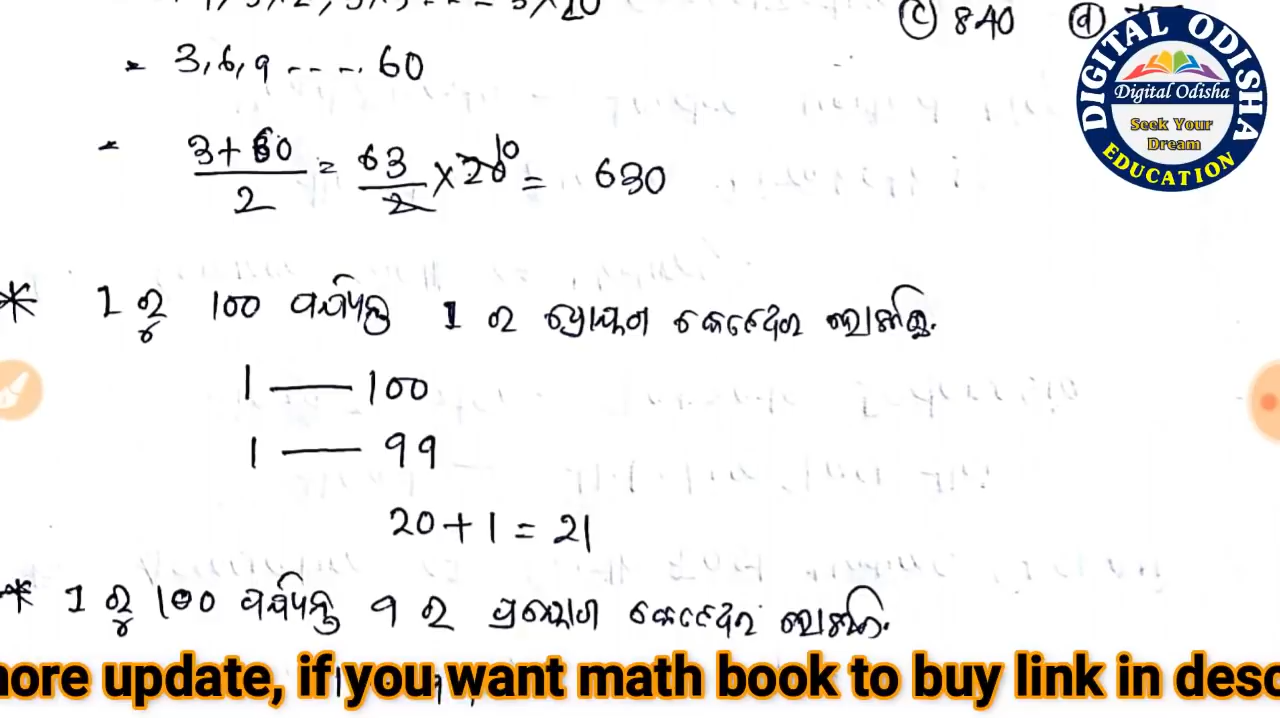 (c) 840 (d)
3, 6, 9 ----. 60
3+60/2 = 63/2 × 20 10 = 630
* 1 ରୁ 100 ପର୍ଯ୍ୟନ୍ତ 1 ର ପ୍ରୟୋଗ କେତେଥର ହୋଇଛି.
1 — 100
1 — 99
20 + 1 = 21
* 1 ରୁ 100 ପର୍ଯ୍ୟନ୍ତ 9 ର ପ୍ରୟୋଗ କେତେଥର ହୋଇଛି.
more update, if you want math book to buy link in desc
DIGITAL ODISHA
Digital Odisha
Seek Your
Dream
EDUCATION